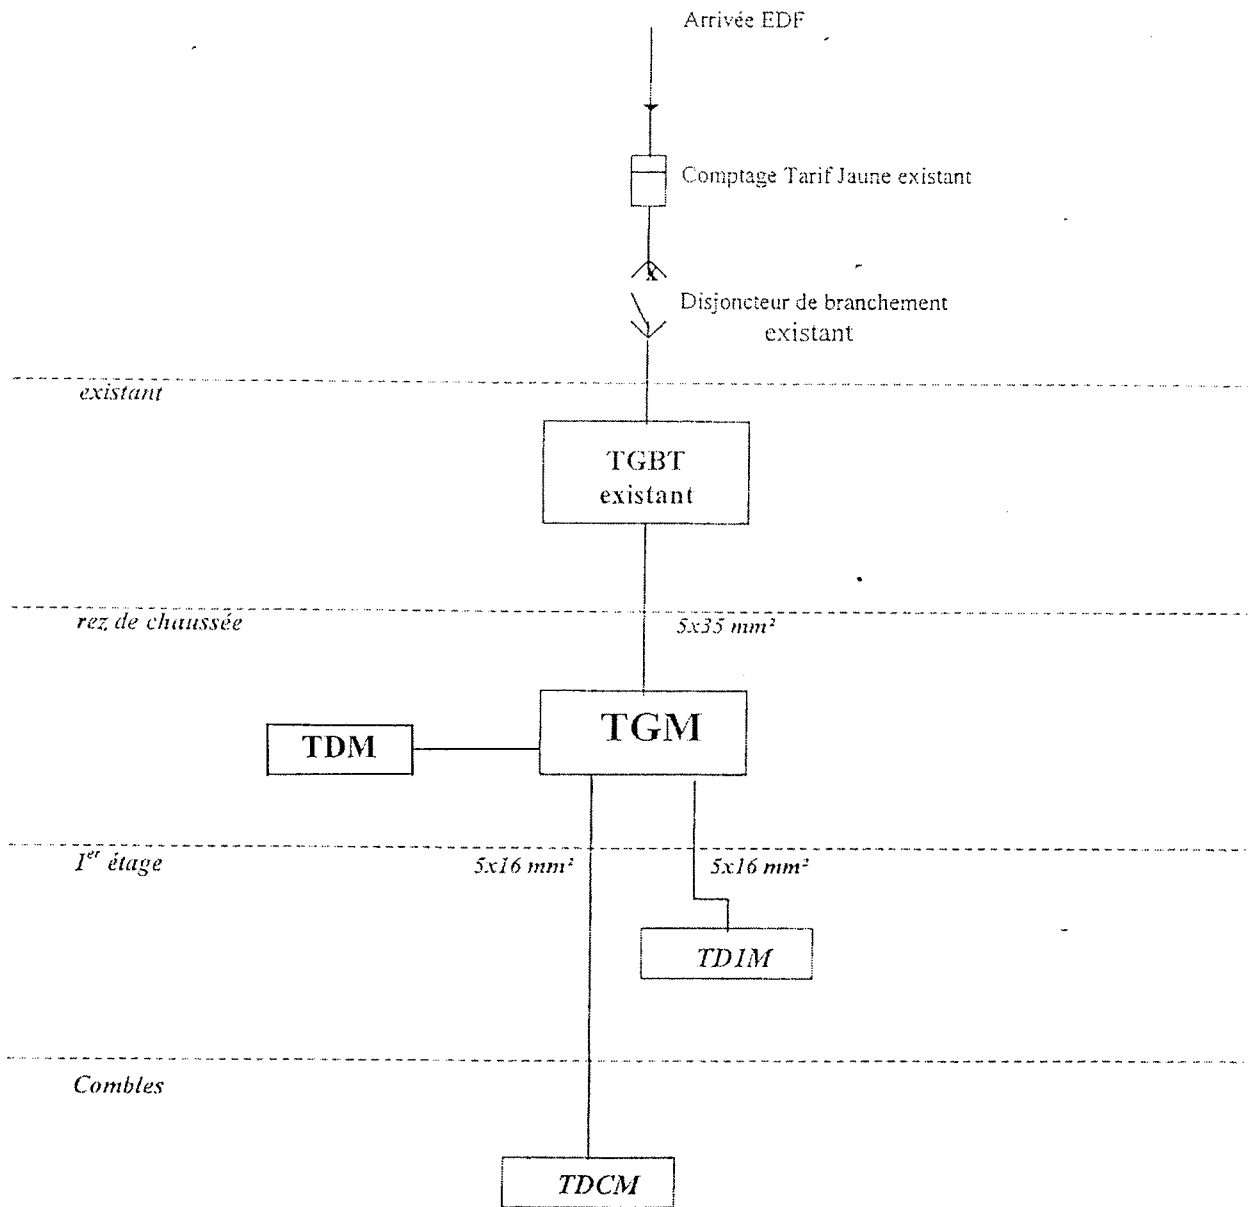 Arrivée EDF
Comptage Tarif Jaune existant
Disjoncteur de branchement
existant
existant
TGBT
existant
rez de chaussée
5x35 mm²
TGM
TDM
1er étage
5x16 mm²
5x16 mm²
TD1M
Combles
TDCM